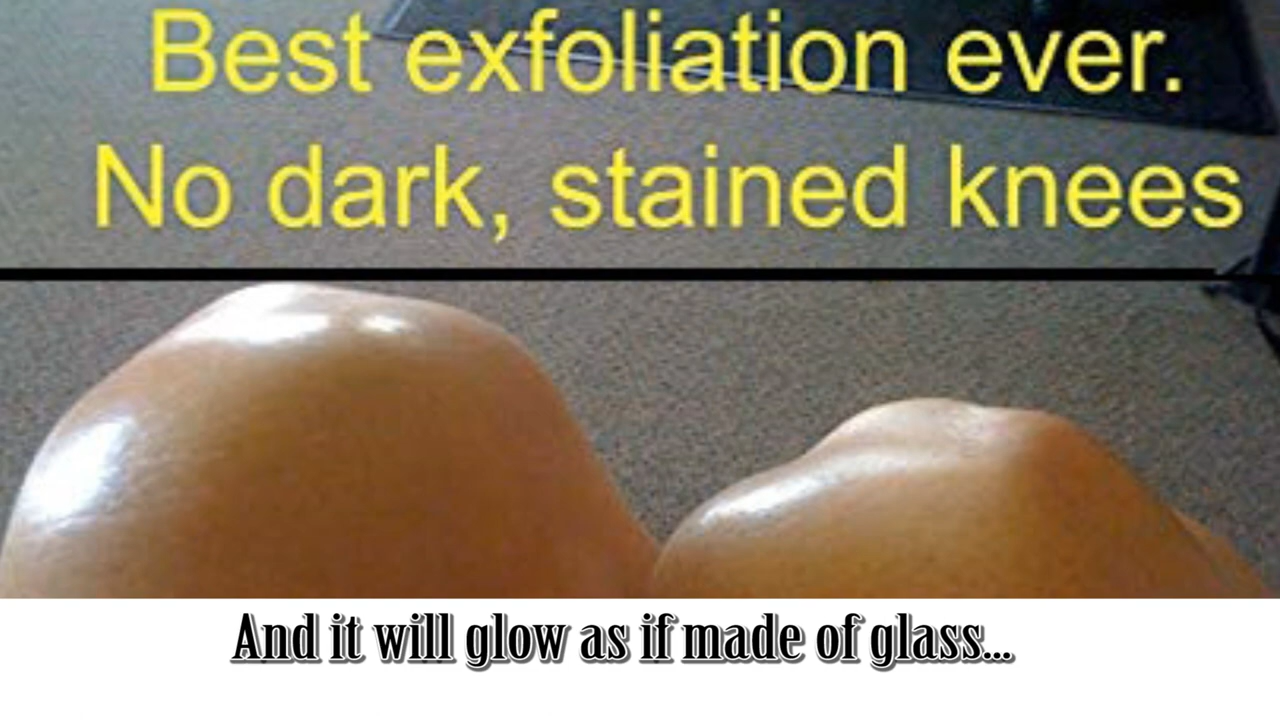 Best exfoliation ever.
No dark, stained knees
And it will glow as if made of glass...